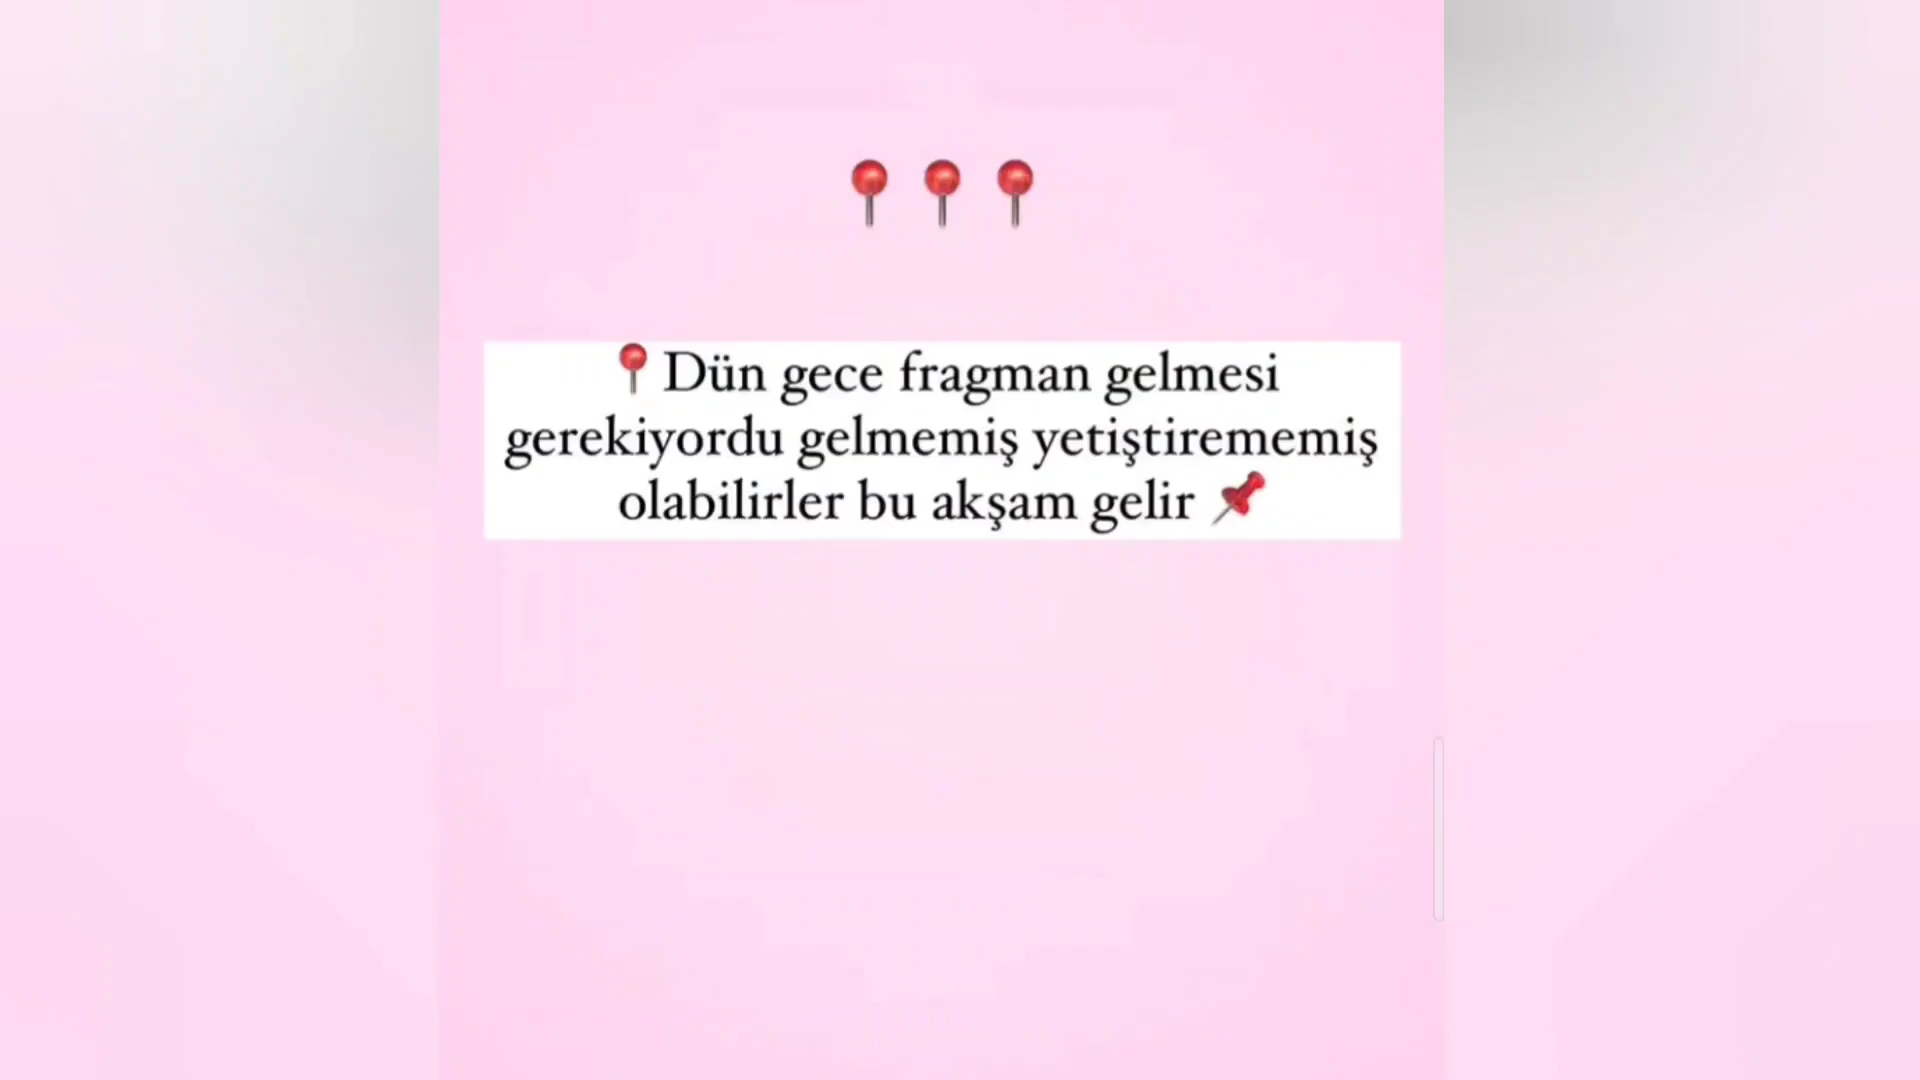 📍 📍 📍
📍Dün gece fragman gelmesi
gerekiyordu gelmemiş yetiştirememiş
olabilirler bu akşam gelir 📌